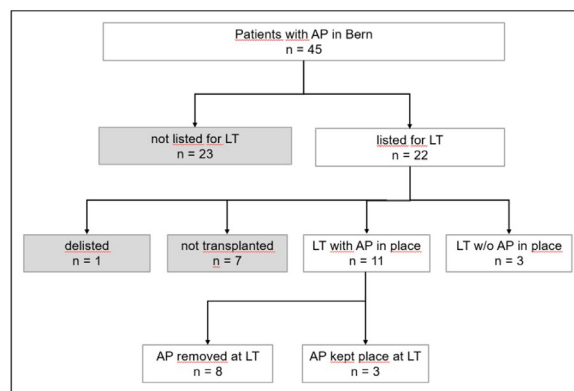 Patients with AP in Bern
n = 45
not listed for LT
n = 23
listed for LT
n = 22
delisted
n = 1
not transplanted
n = 7
LT with AP in place
n = 11
LT w/o AP in place
n = 3
AP removed at LT
n = 8
AP kept place at LT
n = 3